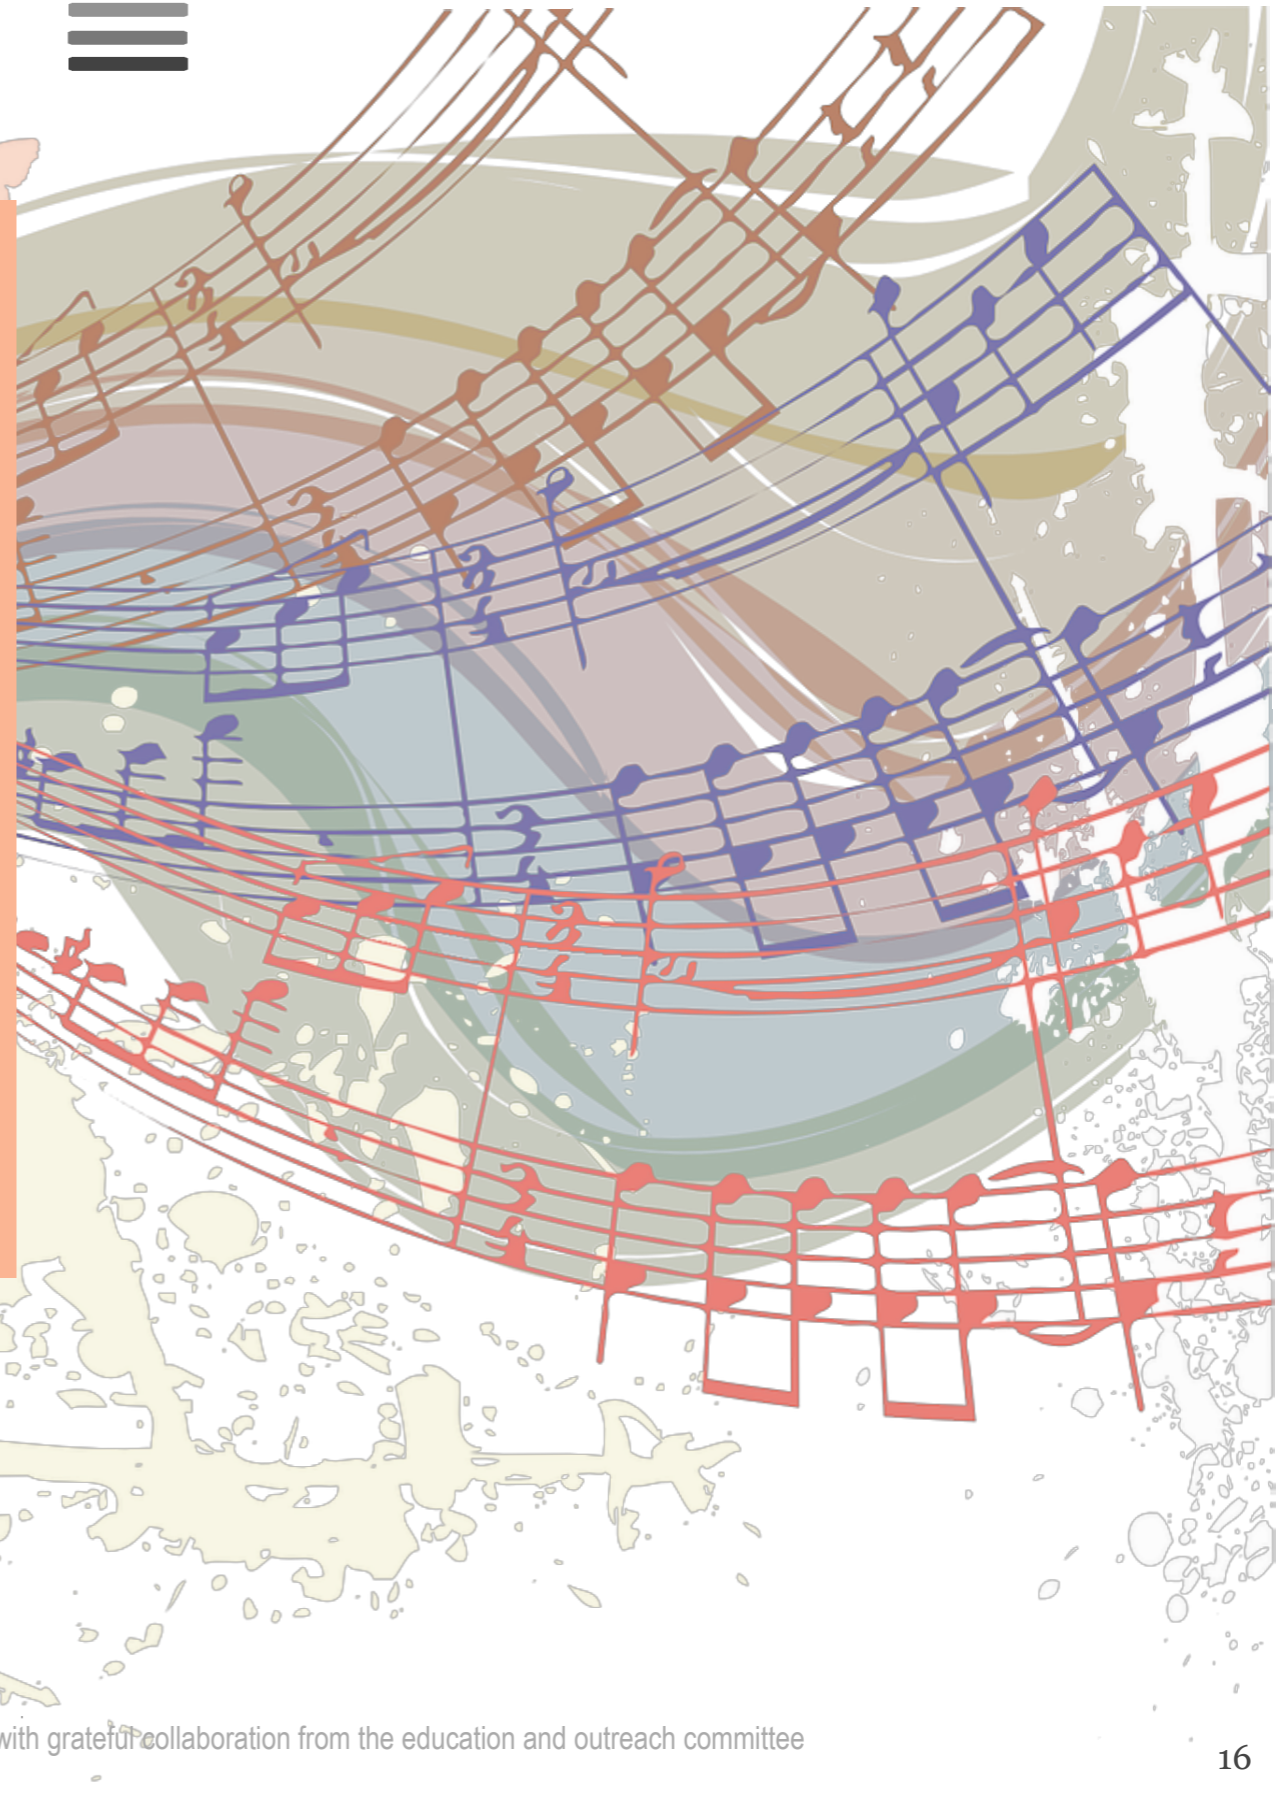 with grateful collaboration from the education and outreach committee
16